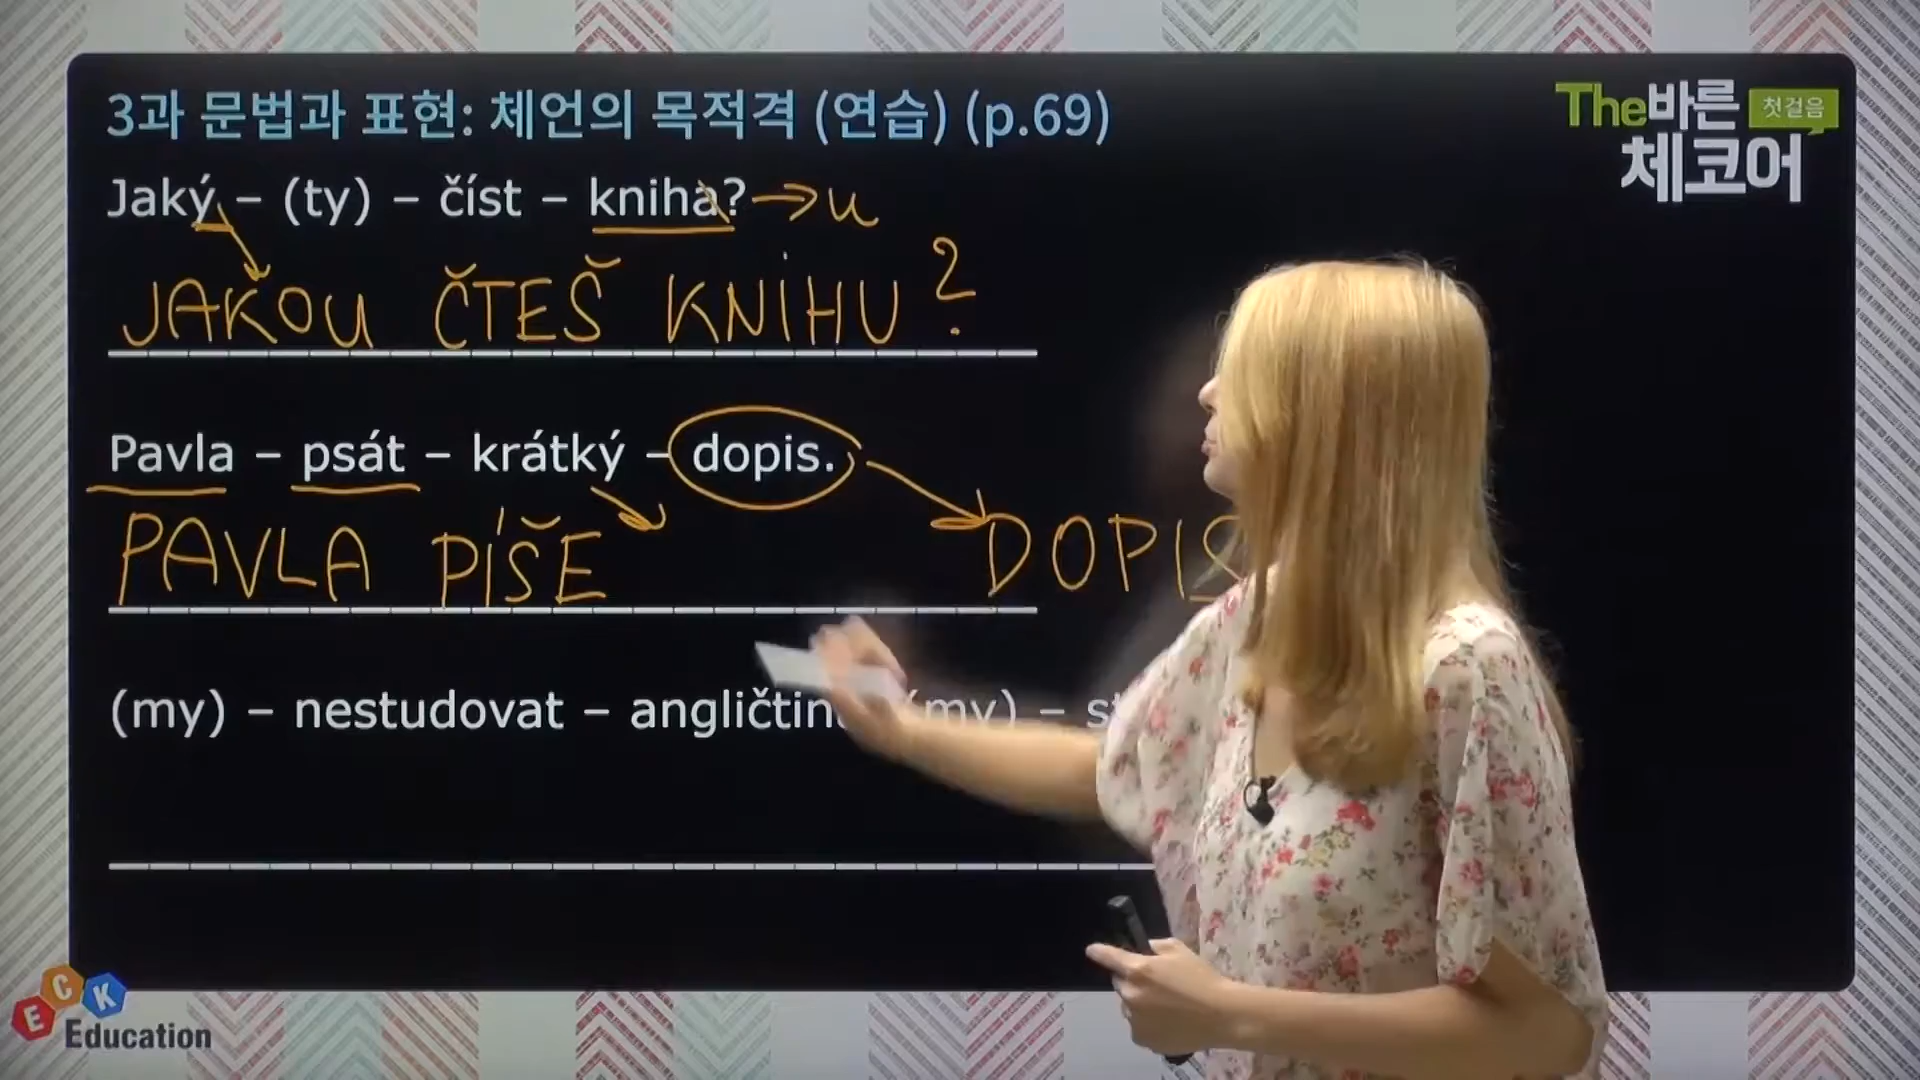 3과 문법과 표현: 체언의 목적격 (연습) (p.69)
The바른 첫걸음
체코어
Jaký – (ty) – číst – kniha? → u
JAKOU ČTEŠ KNIHU?
Pavla – psát – krátký – dopis.
PAVLA PÍŠE DOPIS
(my) – nestudovat – (my) –
ECK
Education